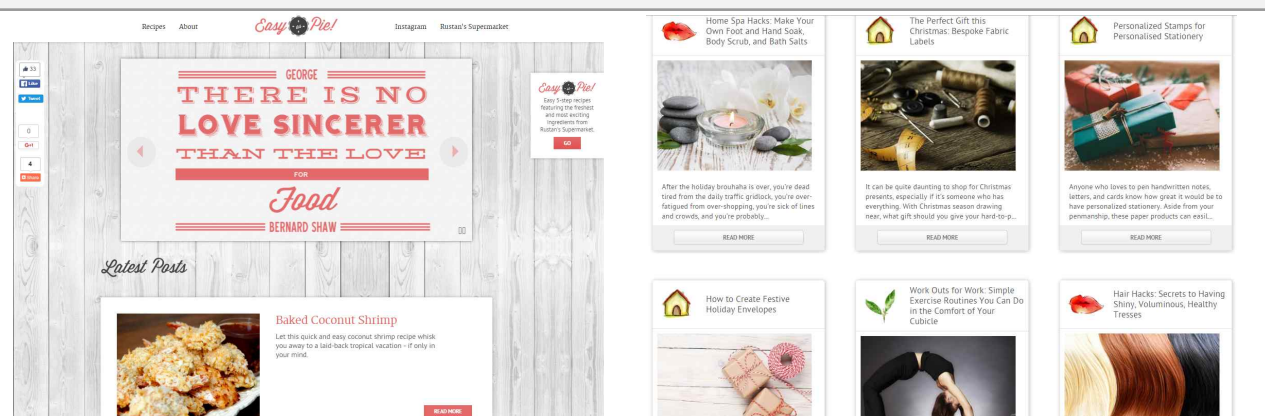 Recipes About
Easy as Pie!
Instagram Rustan's Supermarket
33
Like
Tweet
0
G+1
4
Share
GEORGE
THERE IS NO
LOVE SINCERER
THAN THE LOVE
FOR
Food
BERNARD SHAW
Easy Pie!
Easy 5-step recipes
featuring the freshest
and most exciting
ingredients from
Rustan's Supermarket.
GO
Latest Posts
Baked Coconut Shrimp
Let this quick and easy coconut shrimp recipe whisk
you away to a laid-back tropical vacation - if only in
your mind.
READ MORE
Home Spa Hacks: Make Your
Own Foot and Hand Soak,
Body Scrub, and Bath Salts
After the holiday brouhaha is over, you're dead
tired from the daily traffic gridlock, you're over-
fatigued from over-shopping, you're sick of lines
and crowds, and you're probably...
READ MORE
The Perfect Gift this
Christmas: Bespoke Fabric
Labels
It can be quite daunting to shop for Christmas
presents, especially if it's someone who has
everything. With Christmas season drawing
near, what gift should you give your hard-to-p...
READ MORE
Personalized Stamps for
Personalised Stationery
Anyone who loves to pen handwritten notes,
letters, and cards know how great it would be to
have personalized stationery. Aside from your
penmanship, these paper products can easil...
READ MORE
How to Create Festive
Holiday Envelopes
Work Outs for Work: Simple
Exercise Routines You Can Do
in the Comfort of Your
Cubicle
Hair Hacks: Secrets to Having
Shiny, Voluminous, Healthy
Tresses